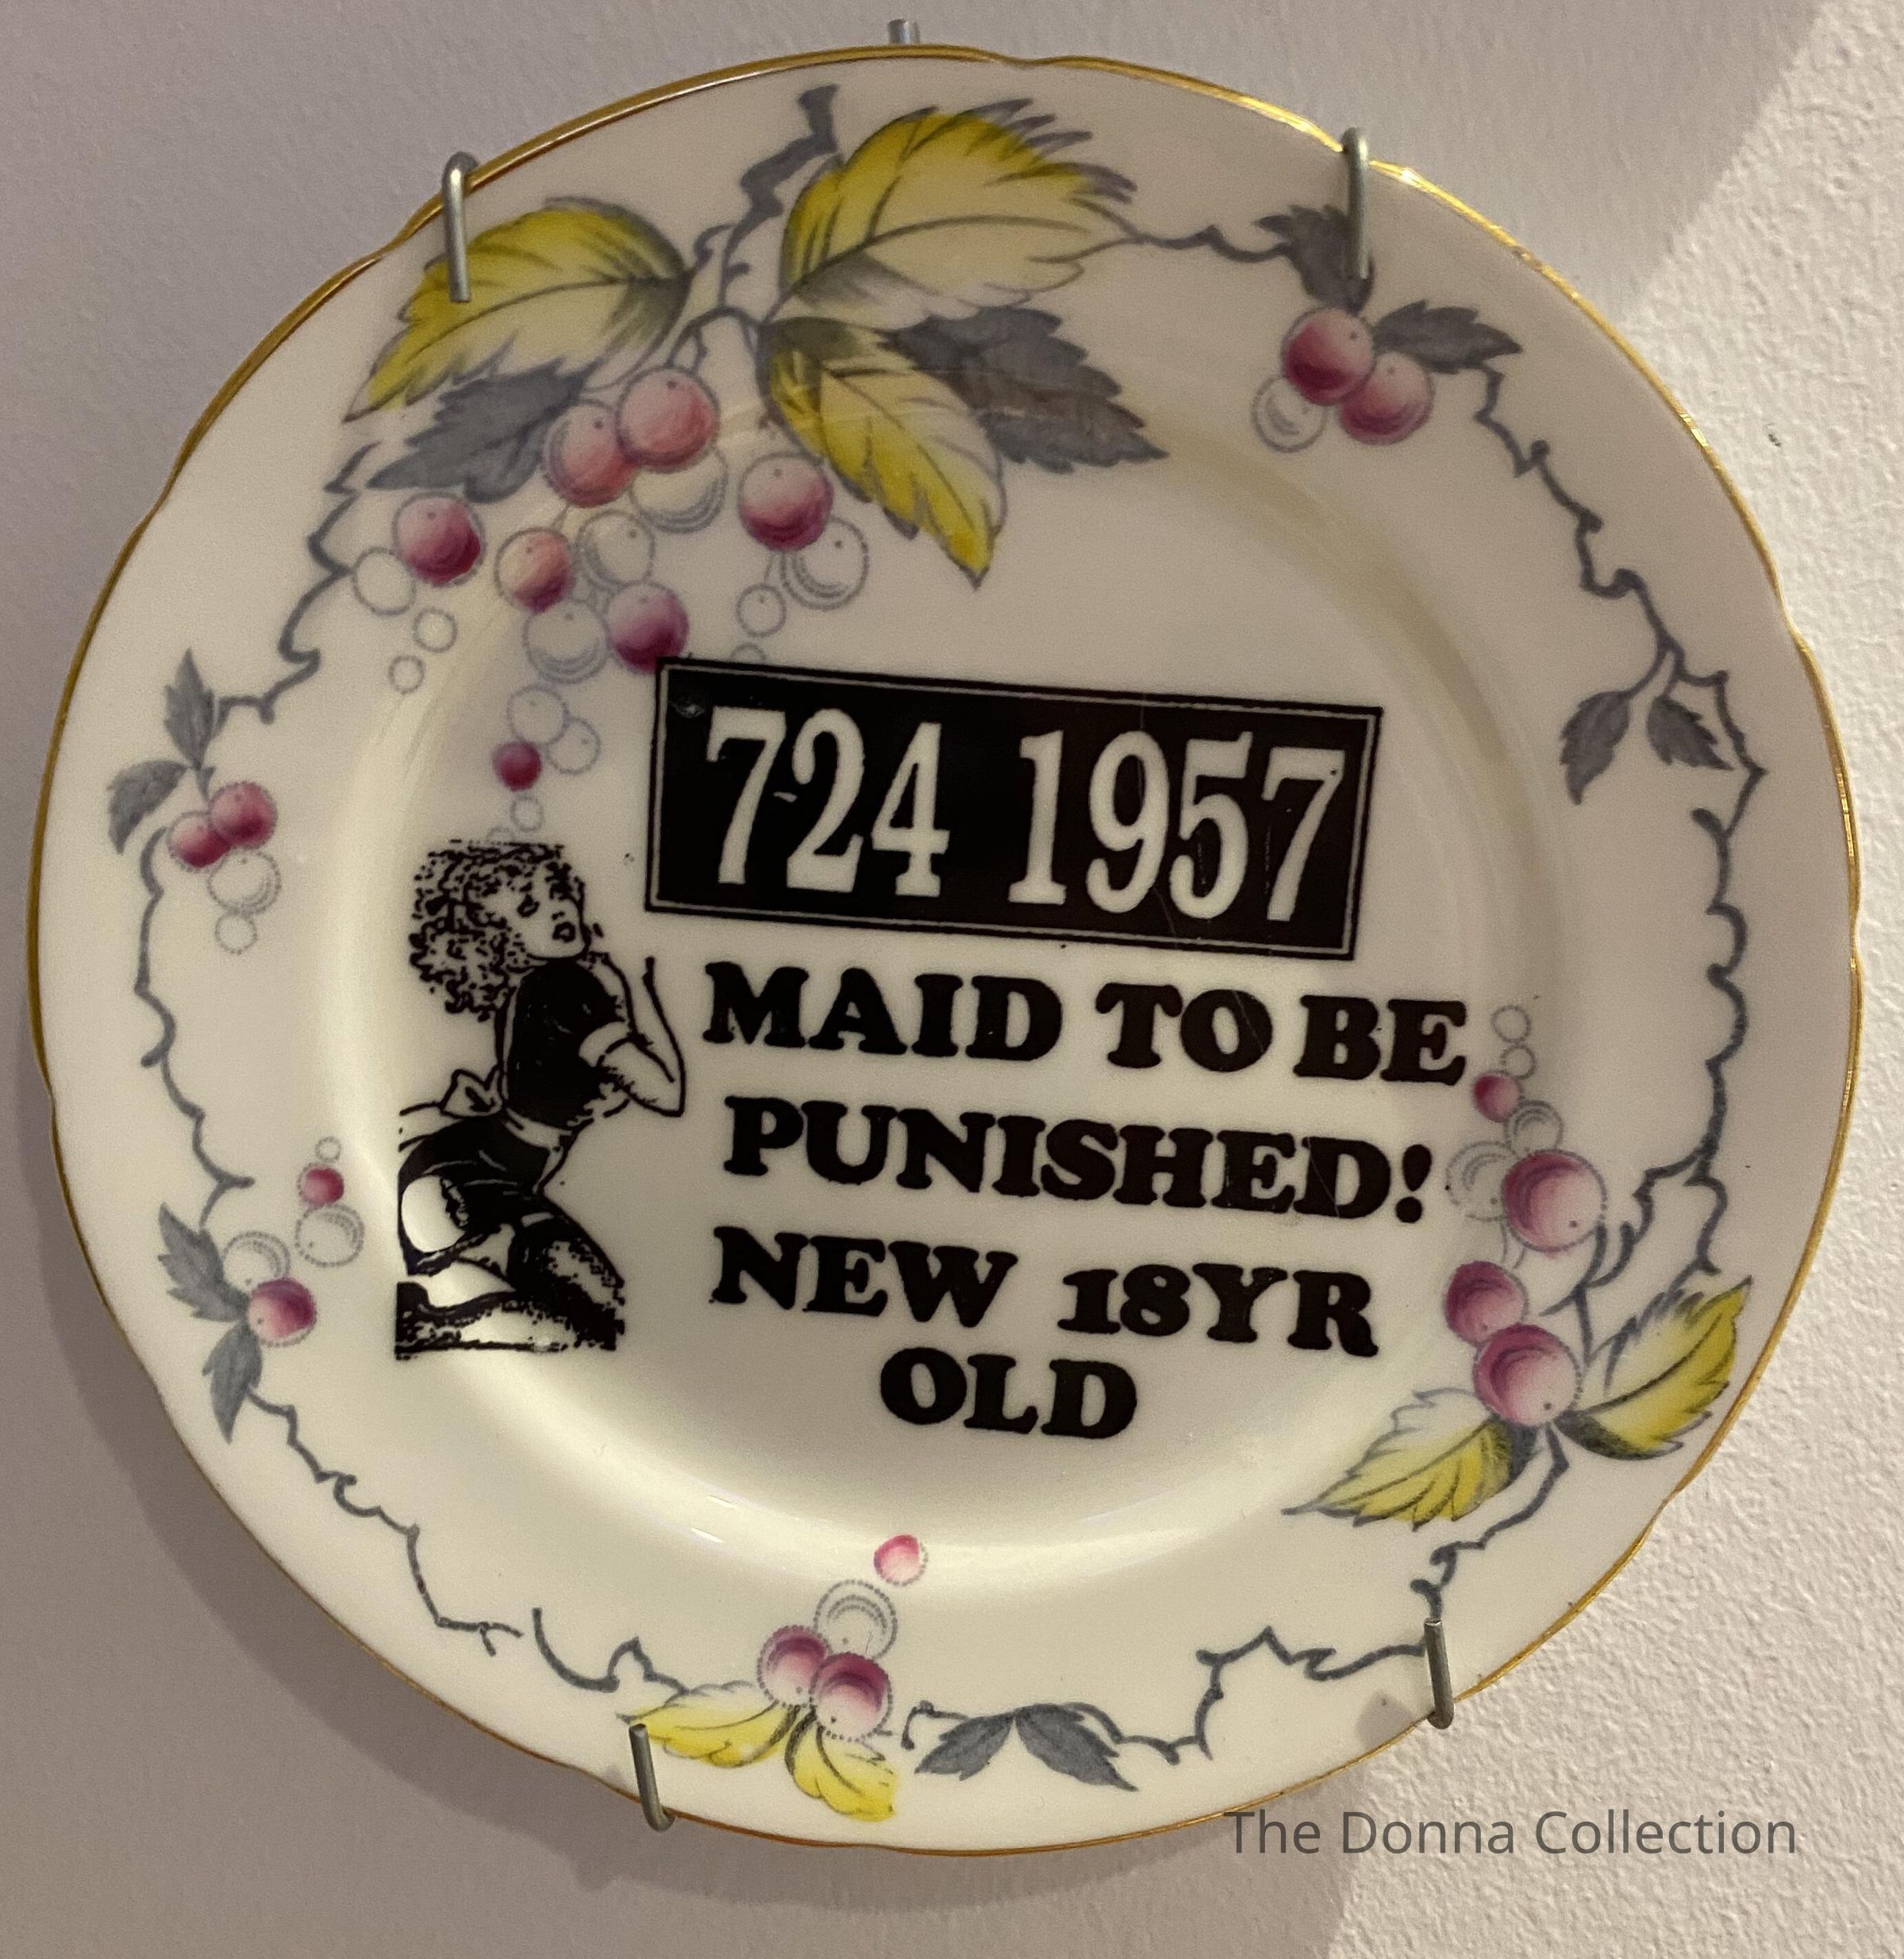 724 1957
MAID TO BE
PUNISHED!
NEW 18YR
OLD
The Donna Collection